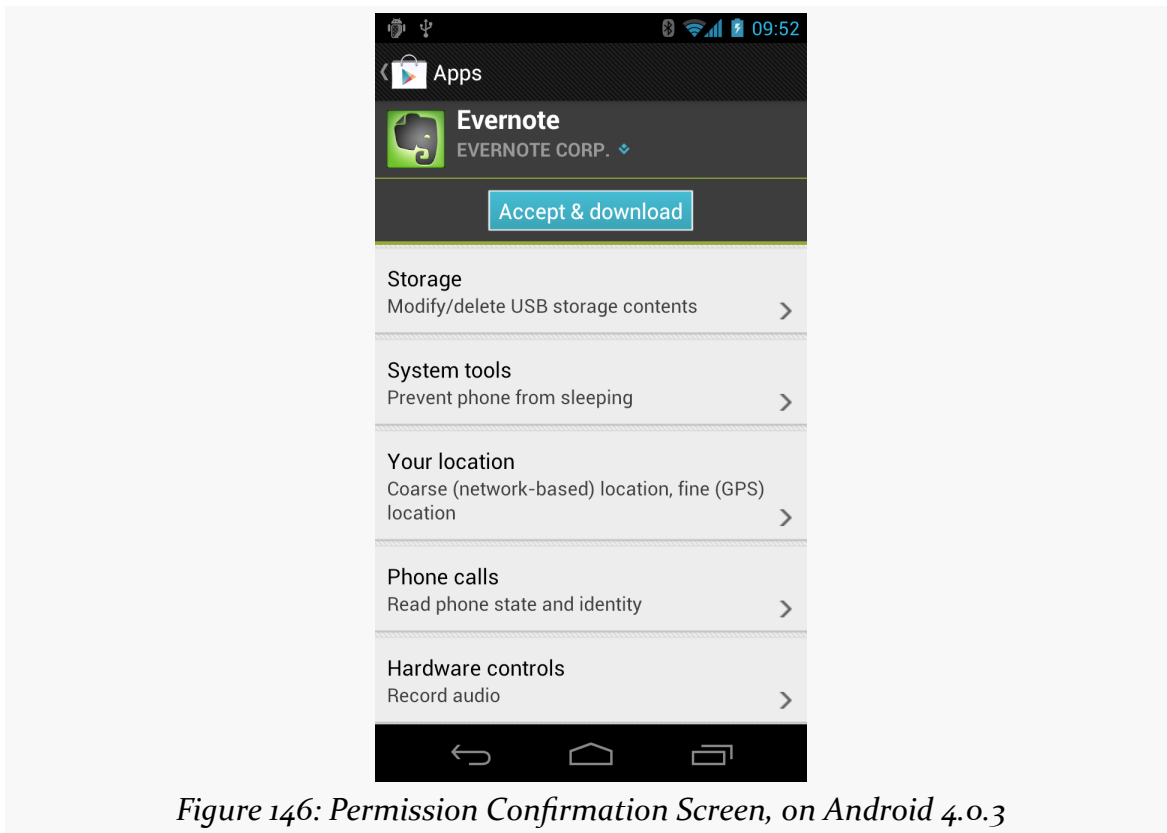 09:52
Apps
Evernote
EVERNOTE CORP.
Accept & download
Storage
Modify/delete USB storage contents
System tools
Prevent phone from sleeping
Your location
Coarse (network-based) location, fine (GPS)
location
Phone calls
Read phone state and identity
Hardware controls
Record audio
Figure 146: Permission Confirmation Screen, on Android 4.0.3